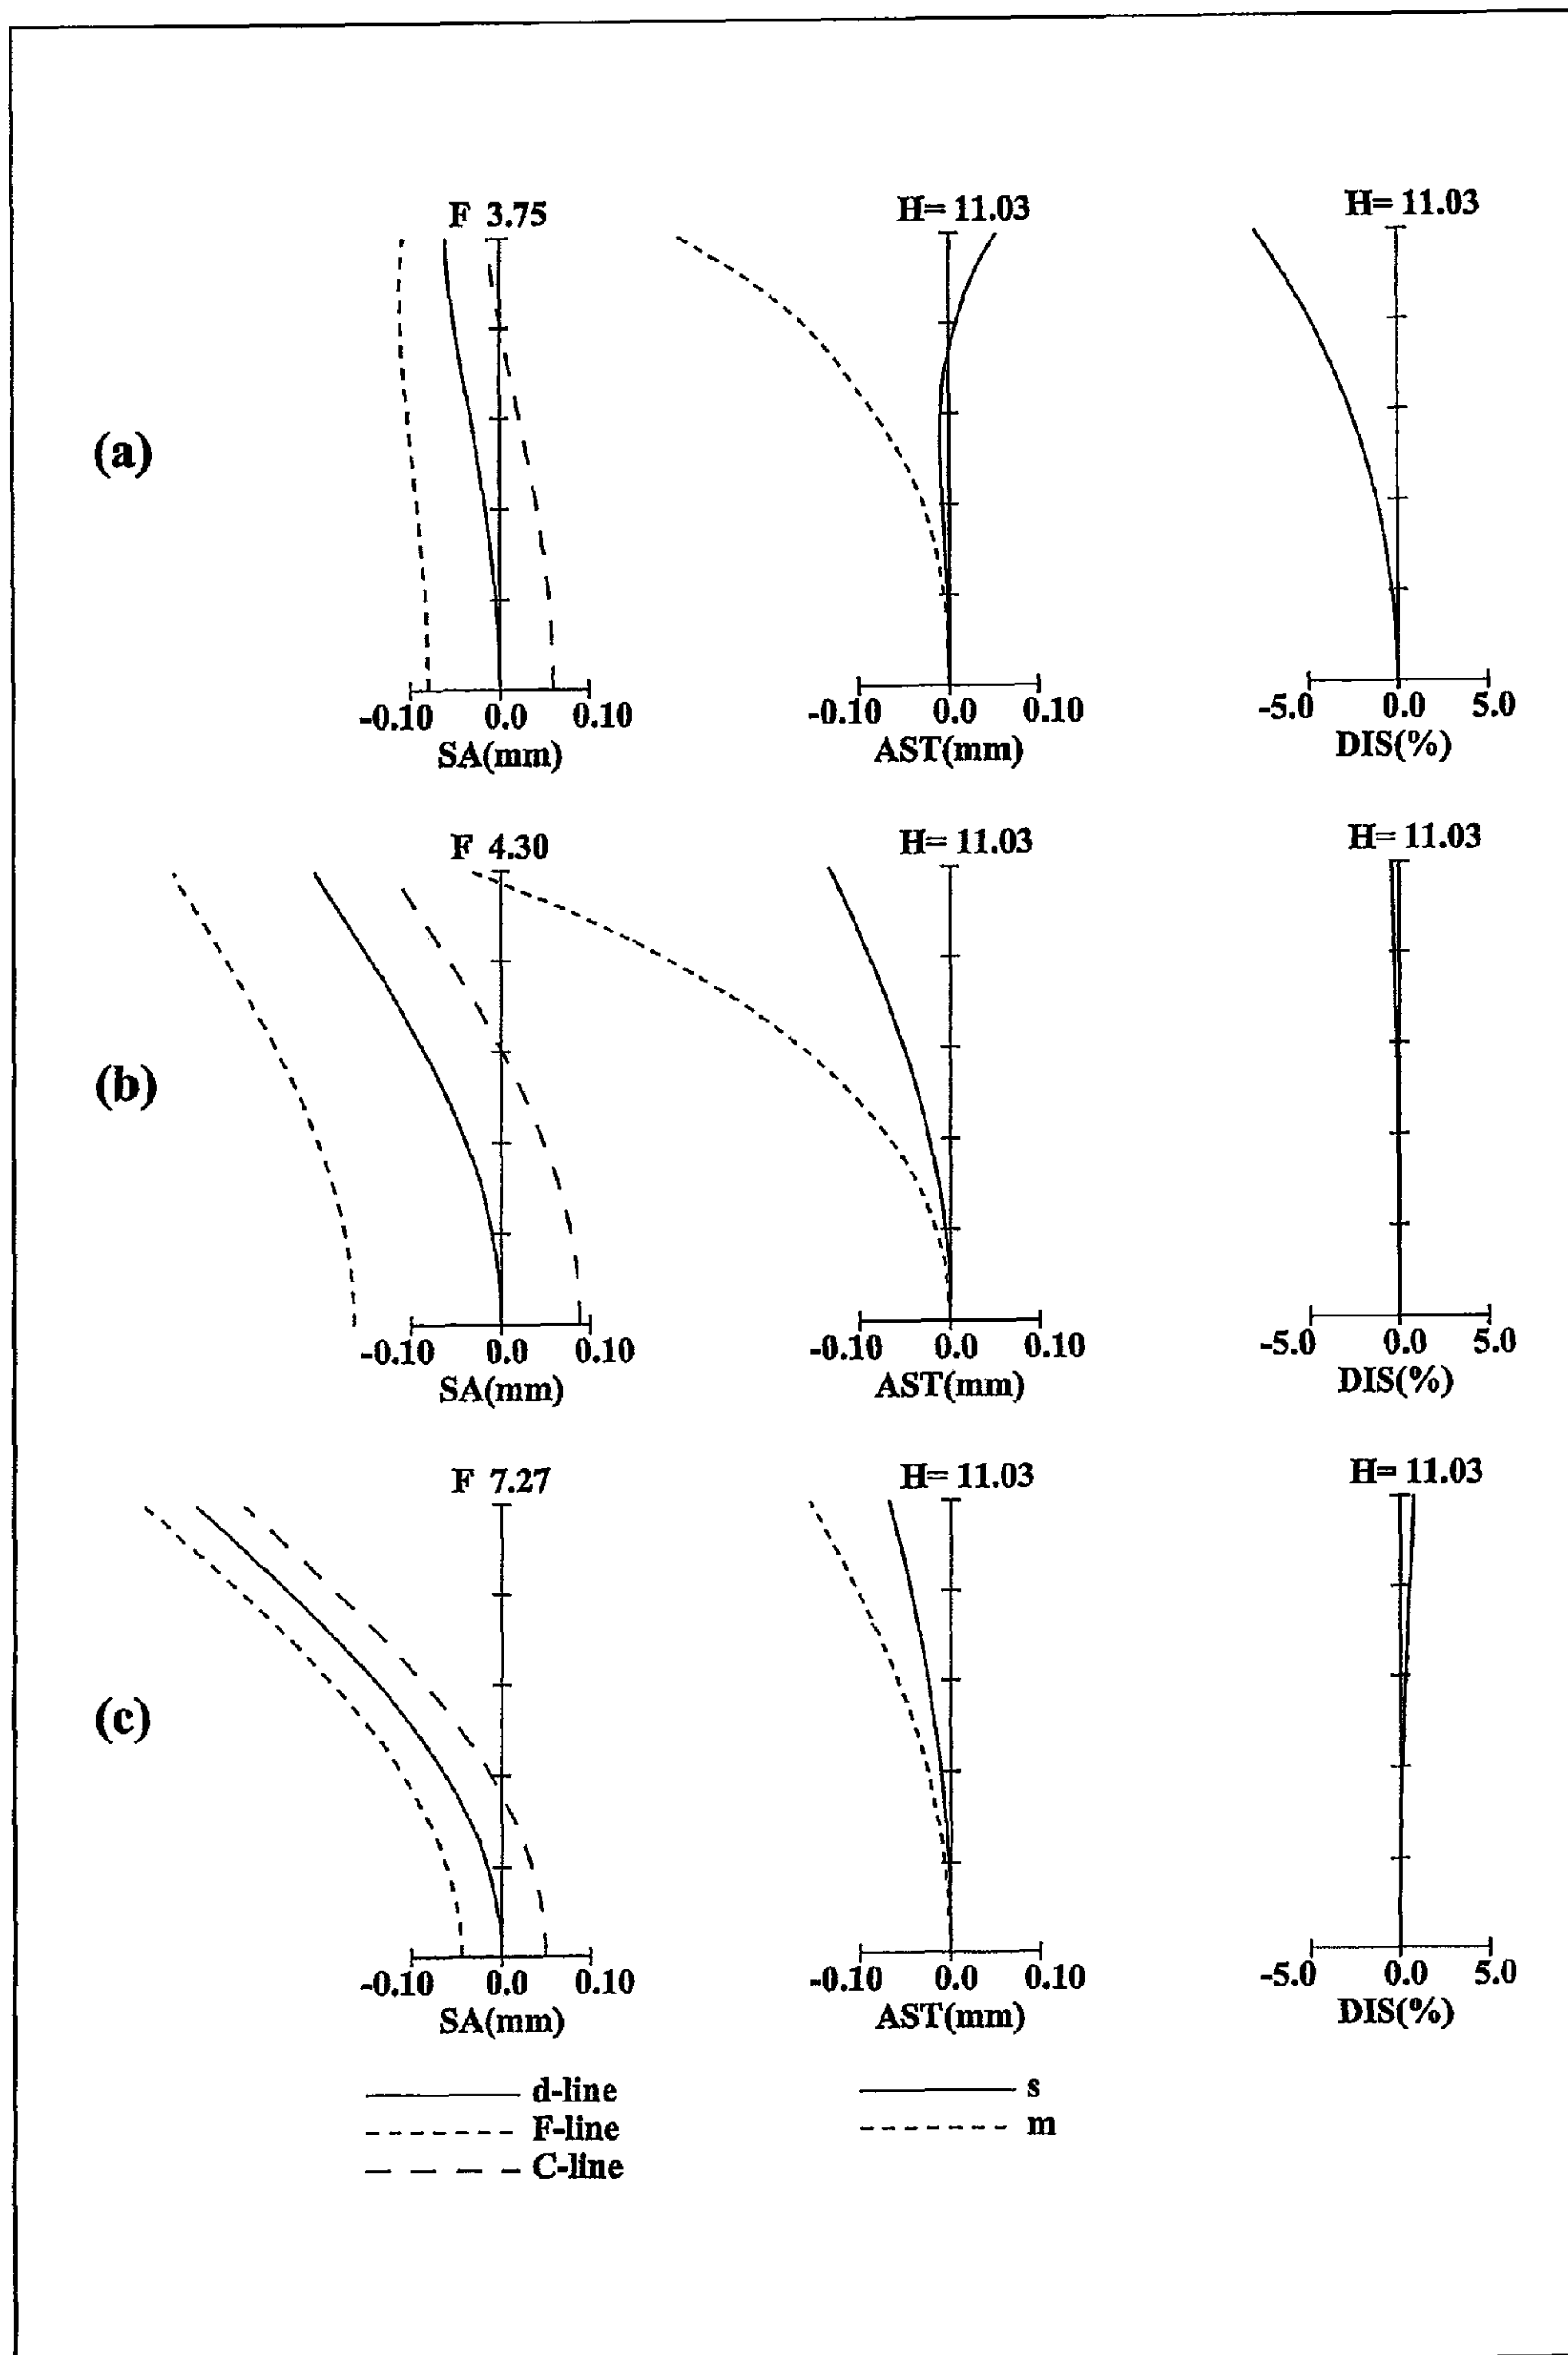 F 3.75 H= 11.03 H= 11.03
(a)
-0.10 0.0 0.10 -0.10 0.0 0.10 -5.0 0.0 5.0
SA(mm) AST(mm) DIS(%)
F 4.30 H= 11.03 H= 11.03
(b)
-0.10 0.0 0.10 -0.10 0.0 0.10 -5.0 0.0 5.0
SA(mm) AST(mm) DIS(%)
F 7.27 H= 11.03 H= 11.03
(c)
-0.10 0.0 0.10 -0.10 0.0 0.10 -5.0 0.0 5.0
SA(mm) AST(mm) DIS(%)
d-line s
F-line m
C-line